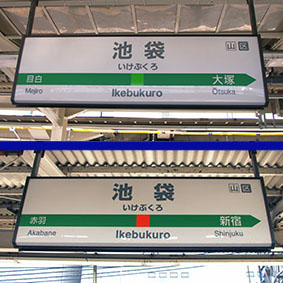 池袋
山 区
いけぶくろ
目白
大塚
Mejiro
Ikebukuro
Otsuka
池袋
山 区
いけぶくろ
赤羽
新宿
Akabane
Ikebukuro
Shinjuku